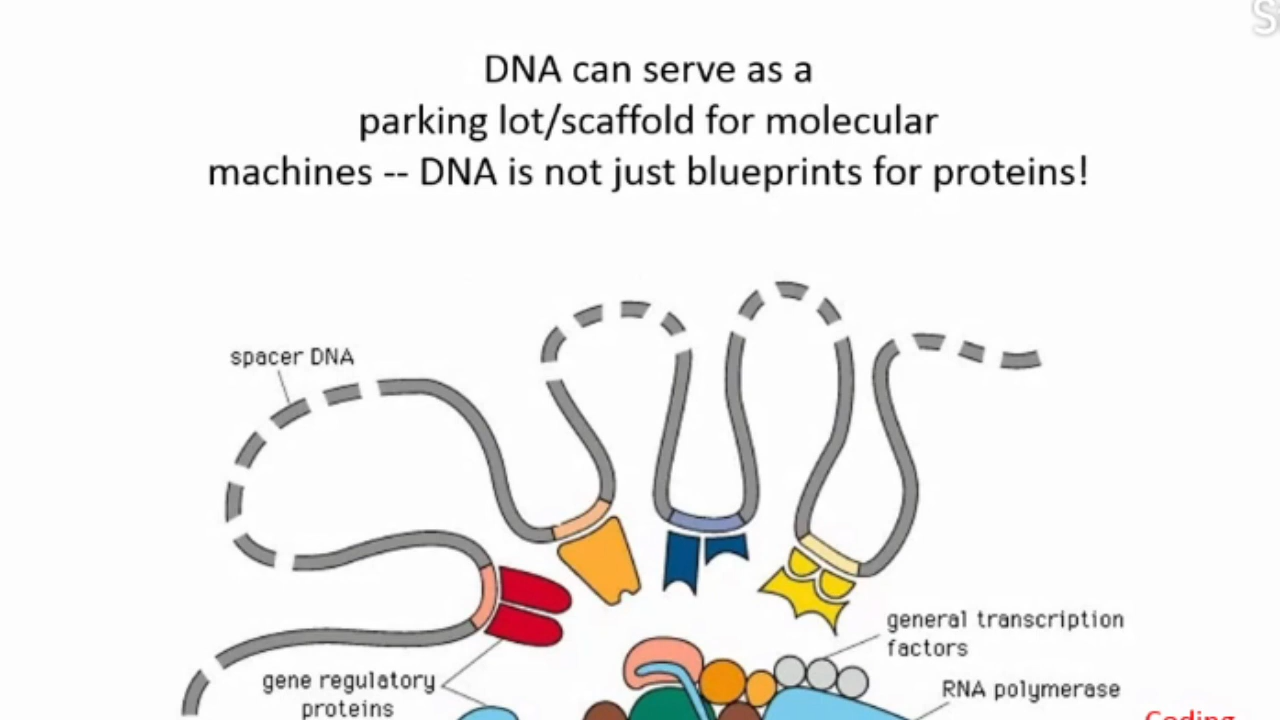 DNA can serve as a
parking lot/scaffold for molecular
machines -- DNA is not just blueprints for proteins!
spacer DNA
general transcription
factors
gene regulatory
proteins
RNA polymerase